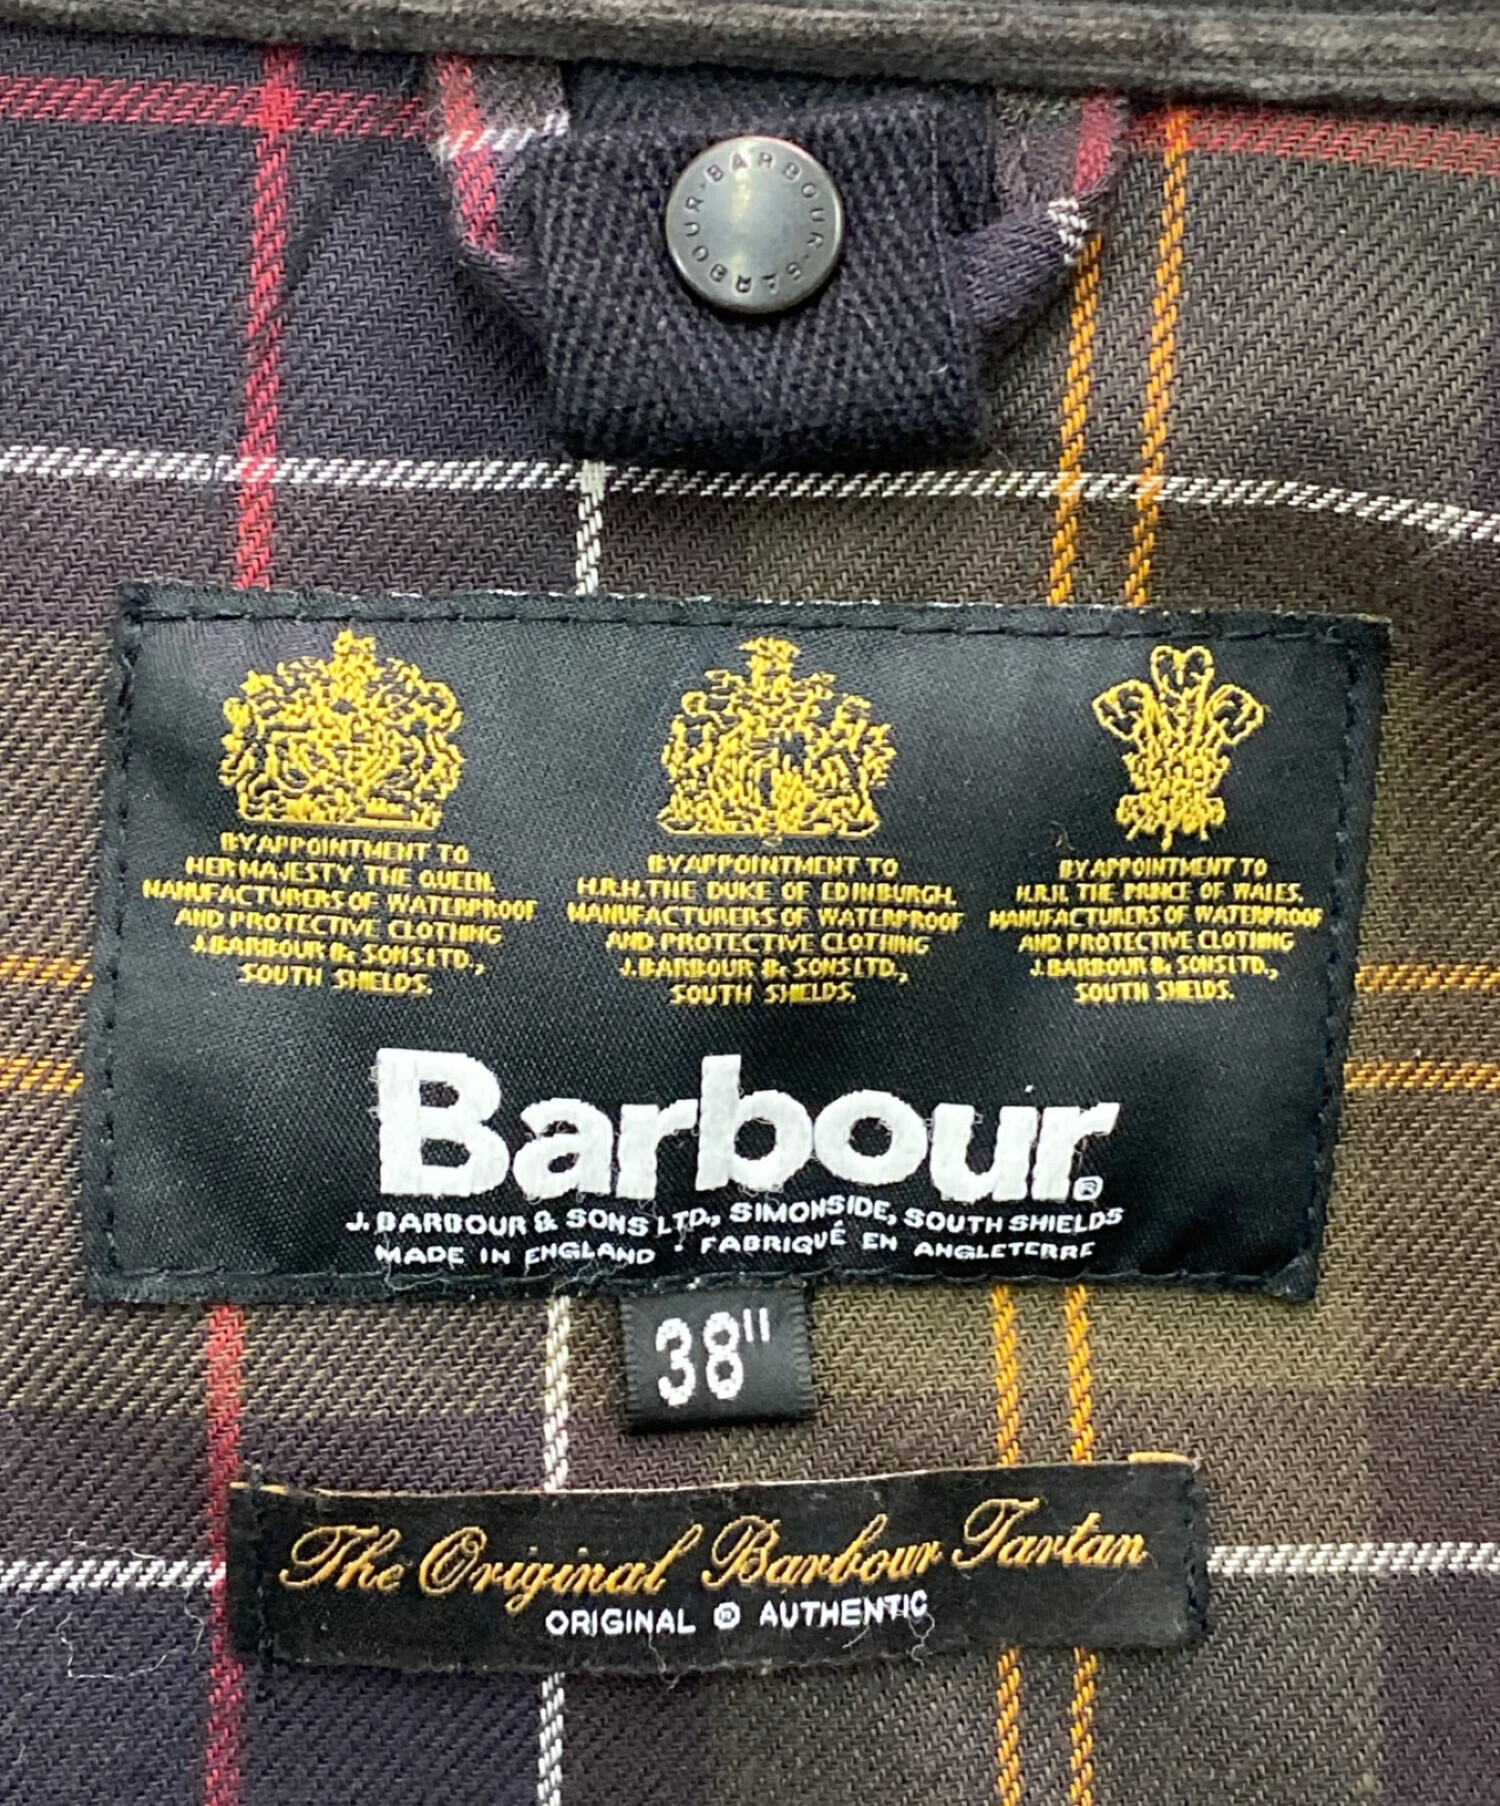 BARBOUR·BARBOUR·
BY APPOINTMENT TO
HER MAJESTY THE QUEEN.
MANUFACTURERS OF WATERPROOF
AND PROTECTIVE CLOTHING
J. BARBOUR & SONS LTD.,
SOUTH SHIELDS.
BY APPOINTMENT TO
H.R.H. THE DUKE OF EDINBURGH.
MANUFACTURERS OF WATERPROOF
AND PROTECTIVE CLOTHING
J. BARBOUR & SONS LTD.,
SOUTH SHIELDS.
BY APPOINTMENT TO
H.R.H. THE PRINCE OF WALES.
MANUFACTURERS OF WATERPROOF
AND PROTECTIVE CLOTHING
J. BARBOUR & SONS LTD.,
SOUTH SHIELDS.
Barbour®
J. BARBOUR & SONS LTD., SIMONSIDE, SOUTH SHIELDS
MADE IN ENGLAND · FABRIQUÉ EN ANGLETERRE
38"
The Original Barbour Tartan
ORIGINAL ® AUTHENTIC